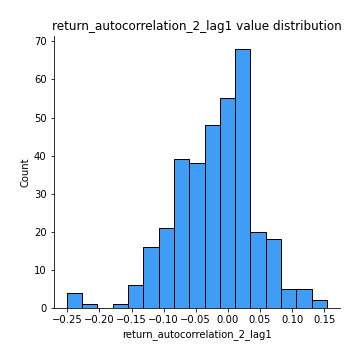 return_autocorrelation_2_lag1 value distribution
70
60
50
40
30
20
10
0
Count
−0.25 −0.20 −0.15 −0.10 −0.05 0.00 0.05 0.10 0.15
return_autocorrelation_2_lag1